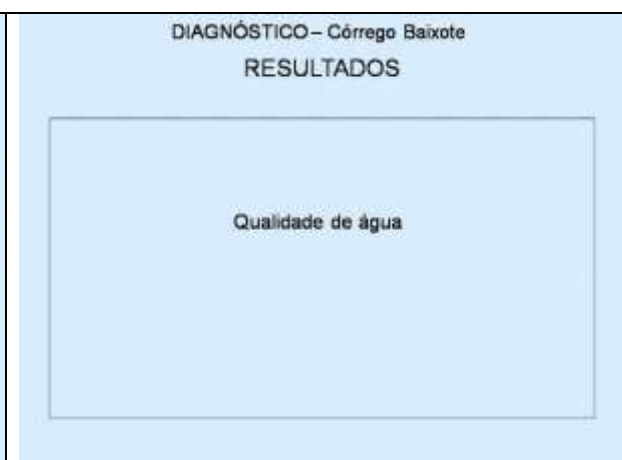 DIAGNÓSTICO – Córrego Baixote
RESULTADOS
Qualidade de água